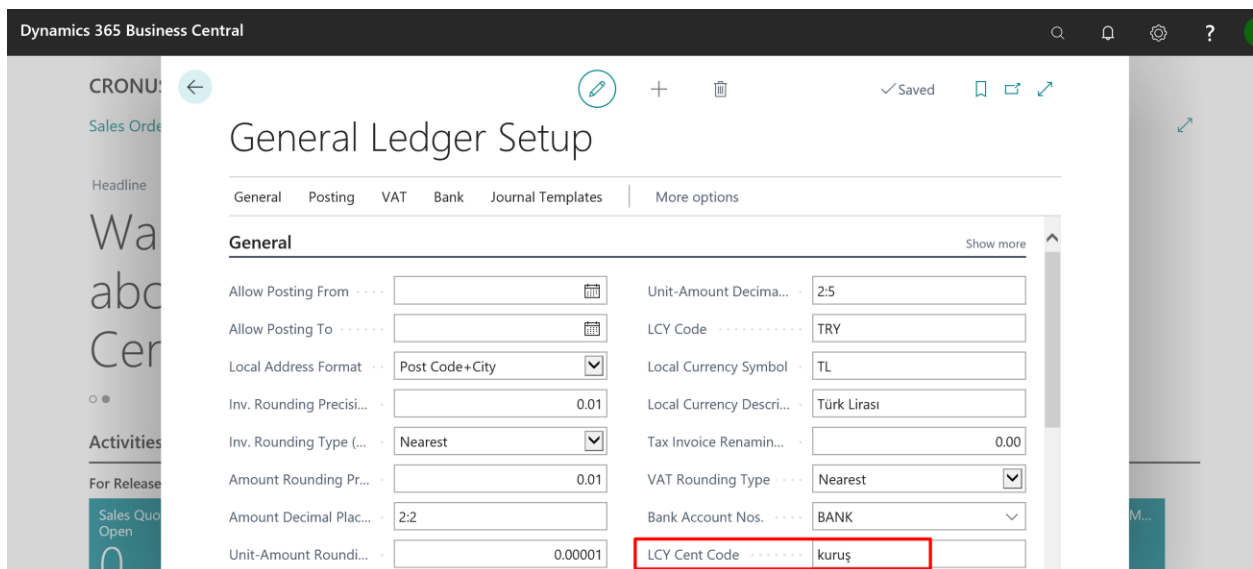 Dynamics 365 Business Central
?
CRONUS
Saved
Sales Orde
General Ledger Setup
Headline
General Posting VAT Bank Journal Templates More options
Wa
abc
Cer
General Show more
Allow Posting From
Allow Posting To
Local Address Format Post Code+City
Inv. Rounding Precisi... 0.01
Inv. Rounding Type (... Nearest
Amount Rounding Pr... 0.01
Amount Decimal Plac... 2:2
Unit-Amount Roundi... 0.00001
Unit-Amount Decima... 2:5
LCY Code TRY
Local Currency Symbol TL
Local Currency Descri... Türk Lirası
Tax Invoice Renamin... 0.00
VAT Rounding Type Nearest
Bank Account Nos. BANK
LCY Cent Code kuruş
Activities
For Release
Sales Quo
Open
0
M...